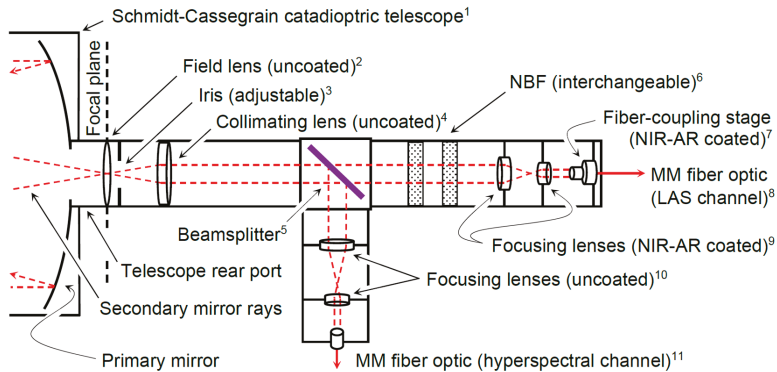 Schmidt-Cassegrain catadioptric telescope¹
Focal plane
Field lens (uncoated)²
Iris (adjustable)³
Collimating lens (uncoated)⁴
NBF (interchangeable)⁶
Fiber-coupling stage
(NIR-AR coated)⁷
MM fiber optic
(LAS channel)⁸
Beamsplitter⁵
Focusing lenses (NIR-AR coated)⁹
Telescope rear port
Focusing lenses (uncoated)¹⁰
Secondary mirror rays
Primary mirror
MM fiber optic (hyperspectral channel)¹¹